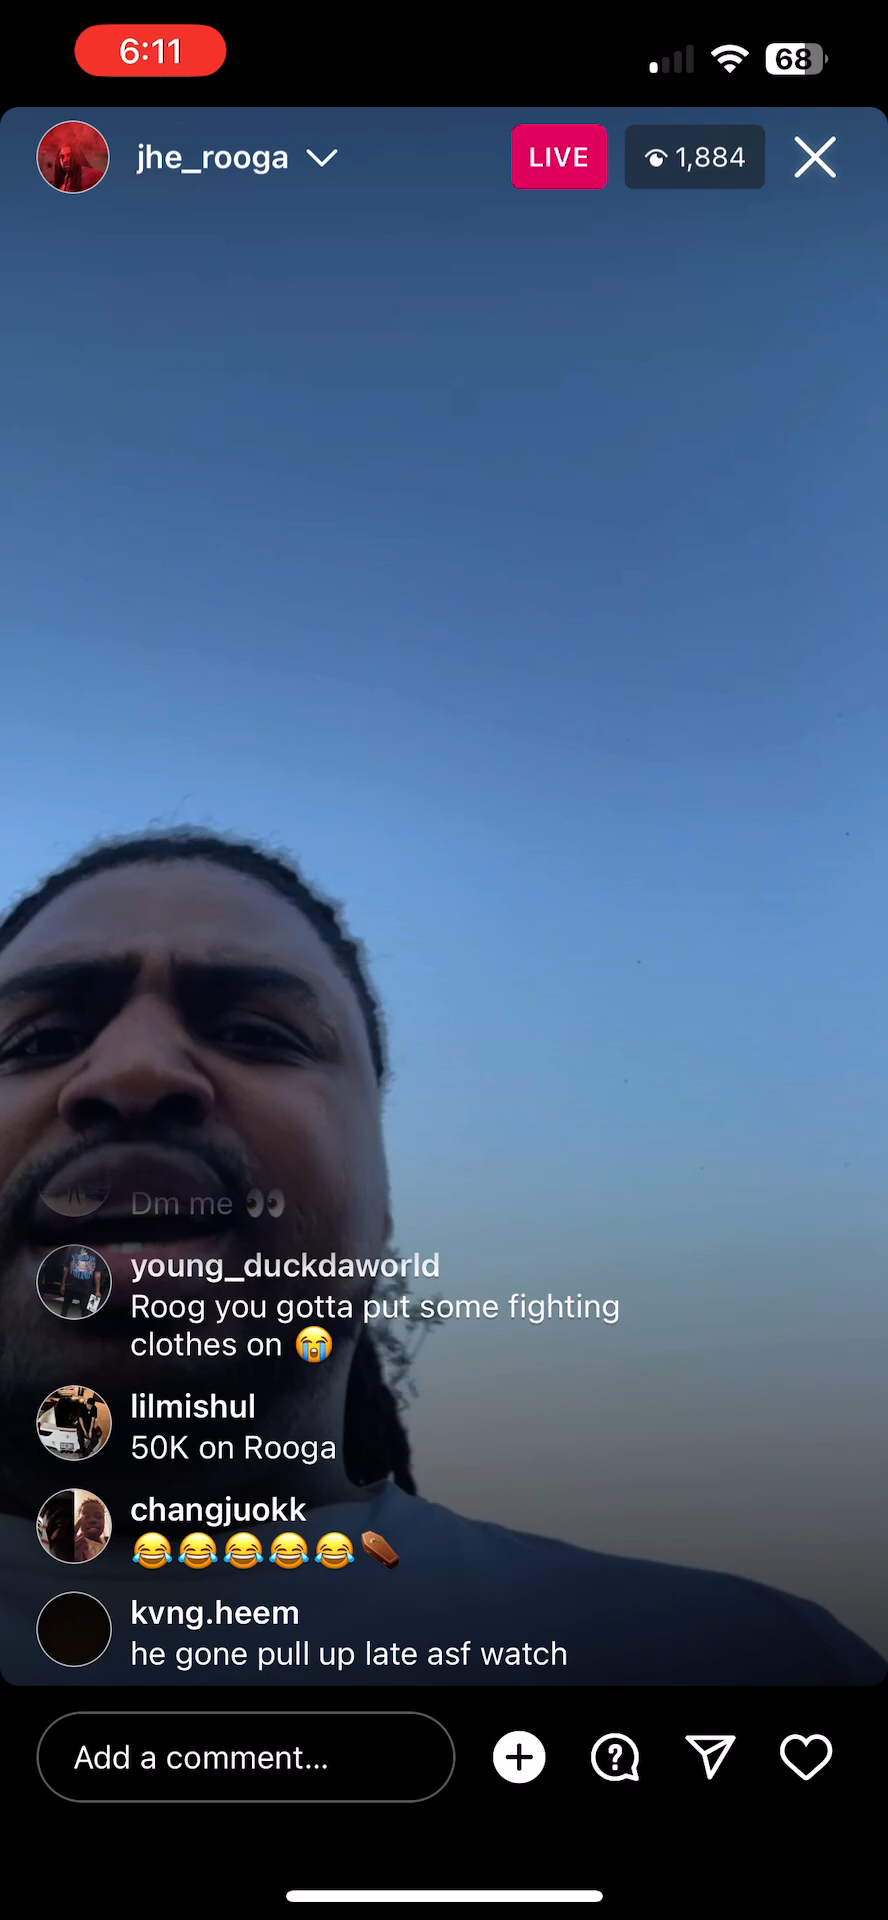 6:11
68
jhe_rooga
LIVE
1,884
Dm me 👀
young_duckdaworld
Roog you gotta put some fighting
clothes on 😭
lilmishul
50K on Rooga
changjuokk
😂😂😂😂😂⚰️
kvng.heem
he gone pull up late asf watch
Add a comment...